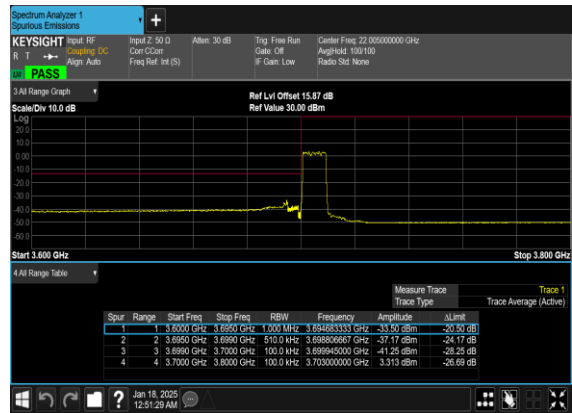 Spectrum Analyzer 1
Spurious Emissions
KEYSIGHT Input: RF Input Z: 50 Ω Atten: 30 dB Trig: Free Run Center Freq: 22.005000000 GHz
R T Coupling: DC Corr CCorr Gate: Off Avg|Hold: 100/100
Align: Auto Freq Ref: Int (S) IF Gain: Low Radio Std: None
LW PASS
3 All Range Graph
Ref Lvl Offset 15.87 dB
Scale/Div 10.0 dB Ref Value 30.00 dBm
Log
20.0
10.0
0.00
-10.0
-20.0
-30.0
-40.0
-50.0
-60.0
Start 3.600 GHz Stop 3.800 GHz
4 All Range Table
Measure Trace Trace 1
Trace Type Trace Average (Active)
Spur Range Start Freq Stop Freq RBW Frequency Amplitude ΔLimit
1 1 3.6000 GHz 3.6950 GHz 1.000 MHz 3.694683333 GHz -33.50 dBm -20.50 dB
2 2 3.6950 GHz 3.6990 GHz 510.0 kHz 3.698806667 GHz -37.17 dBm -24.17 dB
3 3 3.6990 GHz 3.7000 GHz 100.0 kHz 3.699945000 GHz -41.25 dBm -28.25 dB
4 4 3.7000 GHz 3.8000 GHz 100.0 kHz 3.703000000 GHz 3.313 dBm -26.69 dB
Jan 18, 2025
12:51:29 AM